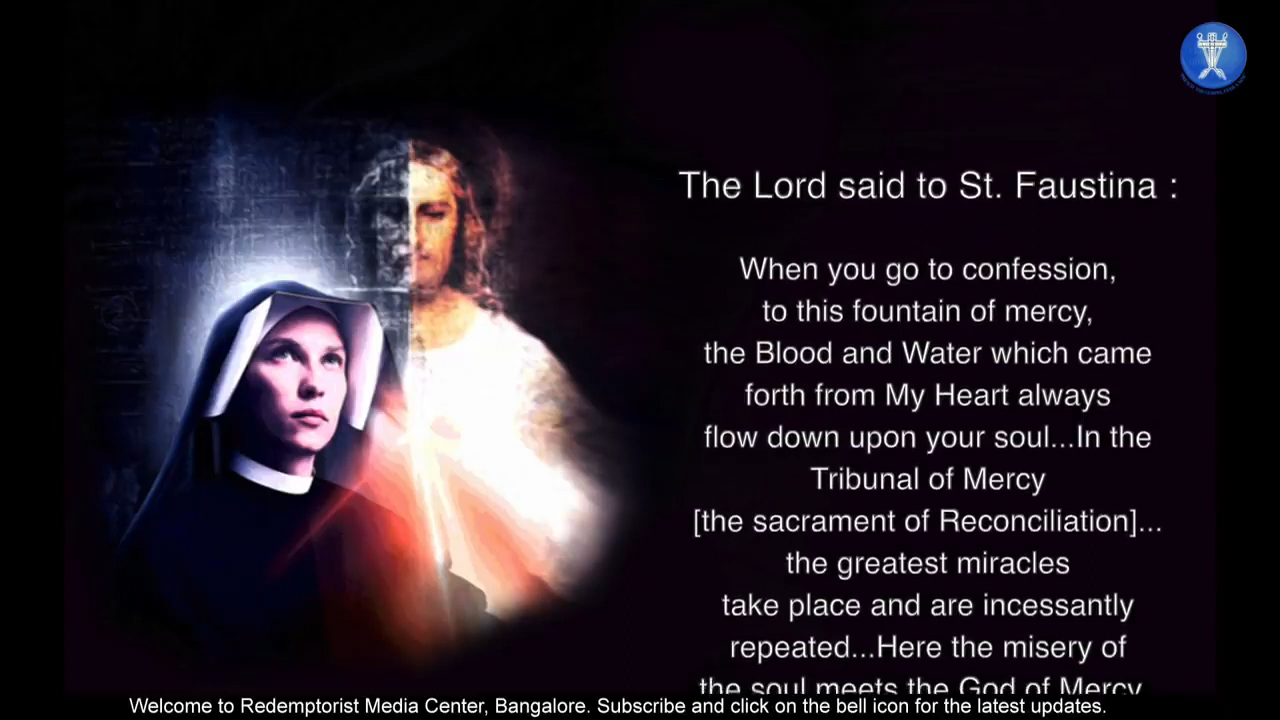 The Lord said to St. Faustina :
When you go to confession,
to this fountain of mercy,
the Blood and Water which came
forth from My Heart always
flow down upon your soul...In the
Tribunal of Mercy
[the sacrament of Reconciliation]...
the greatest miracles
take place and are incessantly
repeated...Here the misery of
the soul meets the God of Mercy
Welcome to Redemptorist Media Center, Bangalore. Subscribe and click on the bell icon for the latest updates.